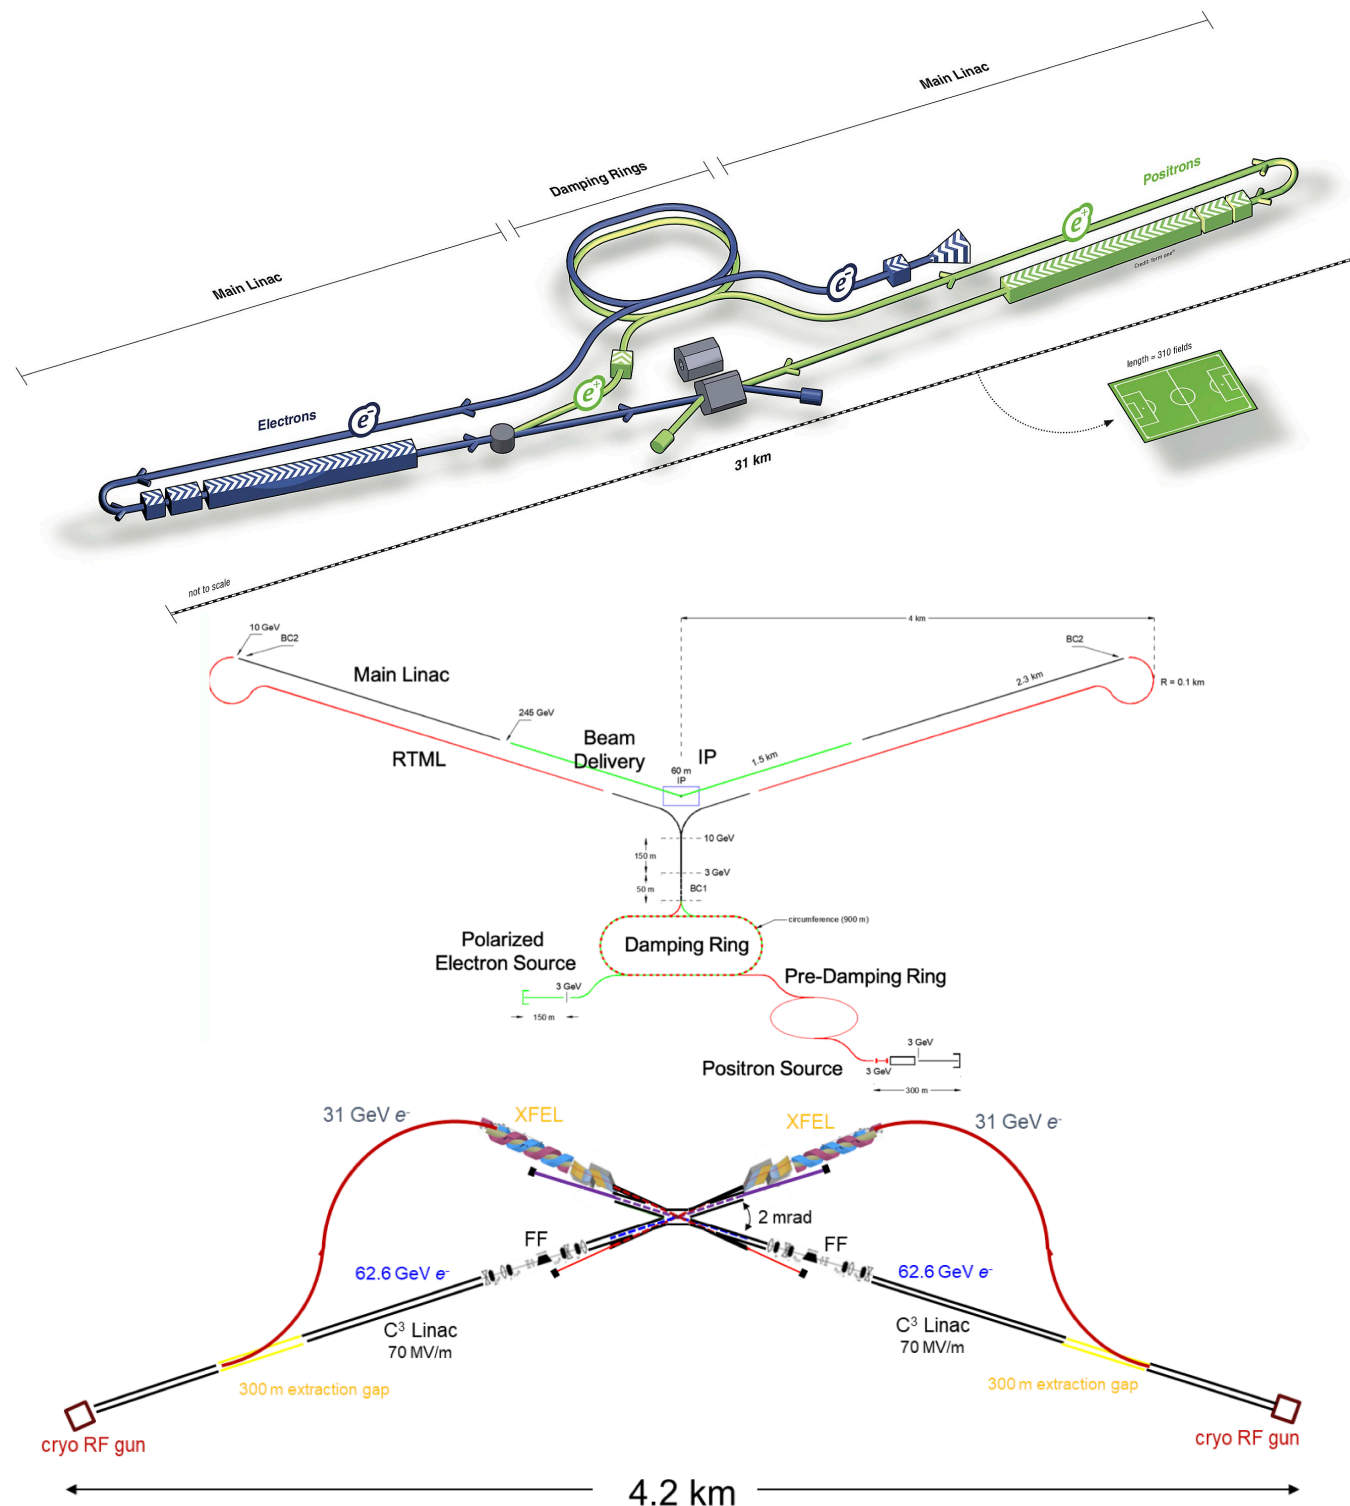 Main Linac
Damping Rings
Main Linac
Positrons
e+
e-
Electrons
e-
e+
length = 310 fields
31 km
not to scale
4 km
10 GeV
BC2
BC2
Main Linac
2.3 km
R = 0.1 km
245 GeV
Beam
Delivery
IP
RTML
1.5 km
60 m
IP
10 GeV
150 m
3 GeV
50 m
BC1
circumference (900 m)
Damping Ring
Polarized
Electron Source
Pre-Damping Ring
3 GeV
150 m
3 GeV
Positron Source
3 GeV
300 m
31 GeV e-
XFEL
XFEL
31 GeV e-
2 mrad
FF
FF
62.6 GeV e-
62.6 GeV e-
C3 Linac
70 MV/m
C3 Linac
70 MV/m
300 m extraction gap
300 m extraction gap
cryo RF gun
cryo RF gun
4.2 km